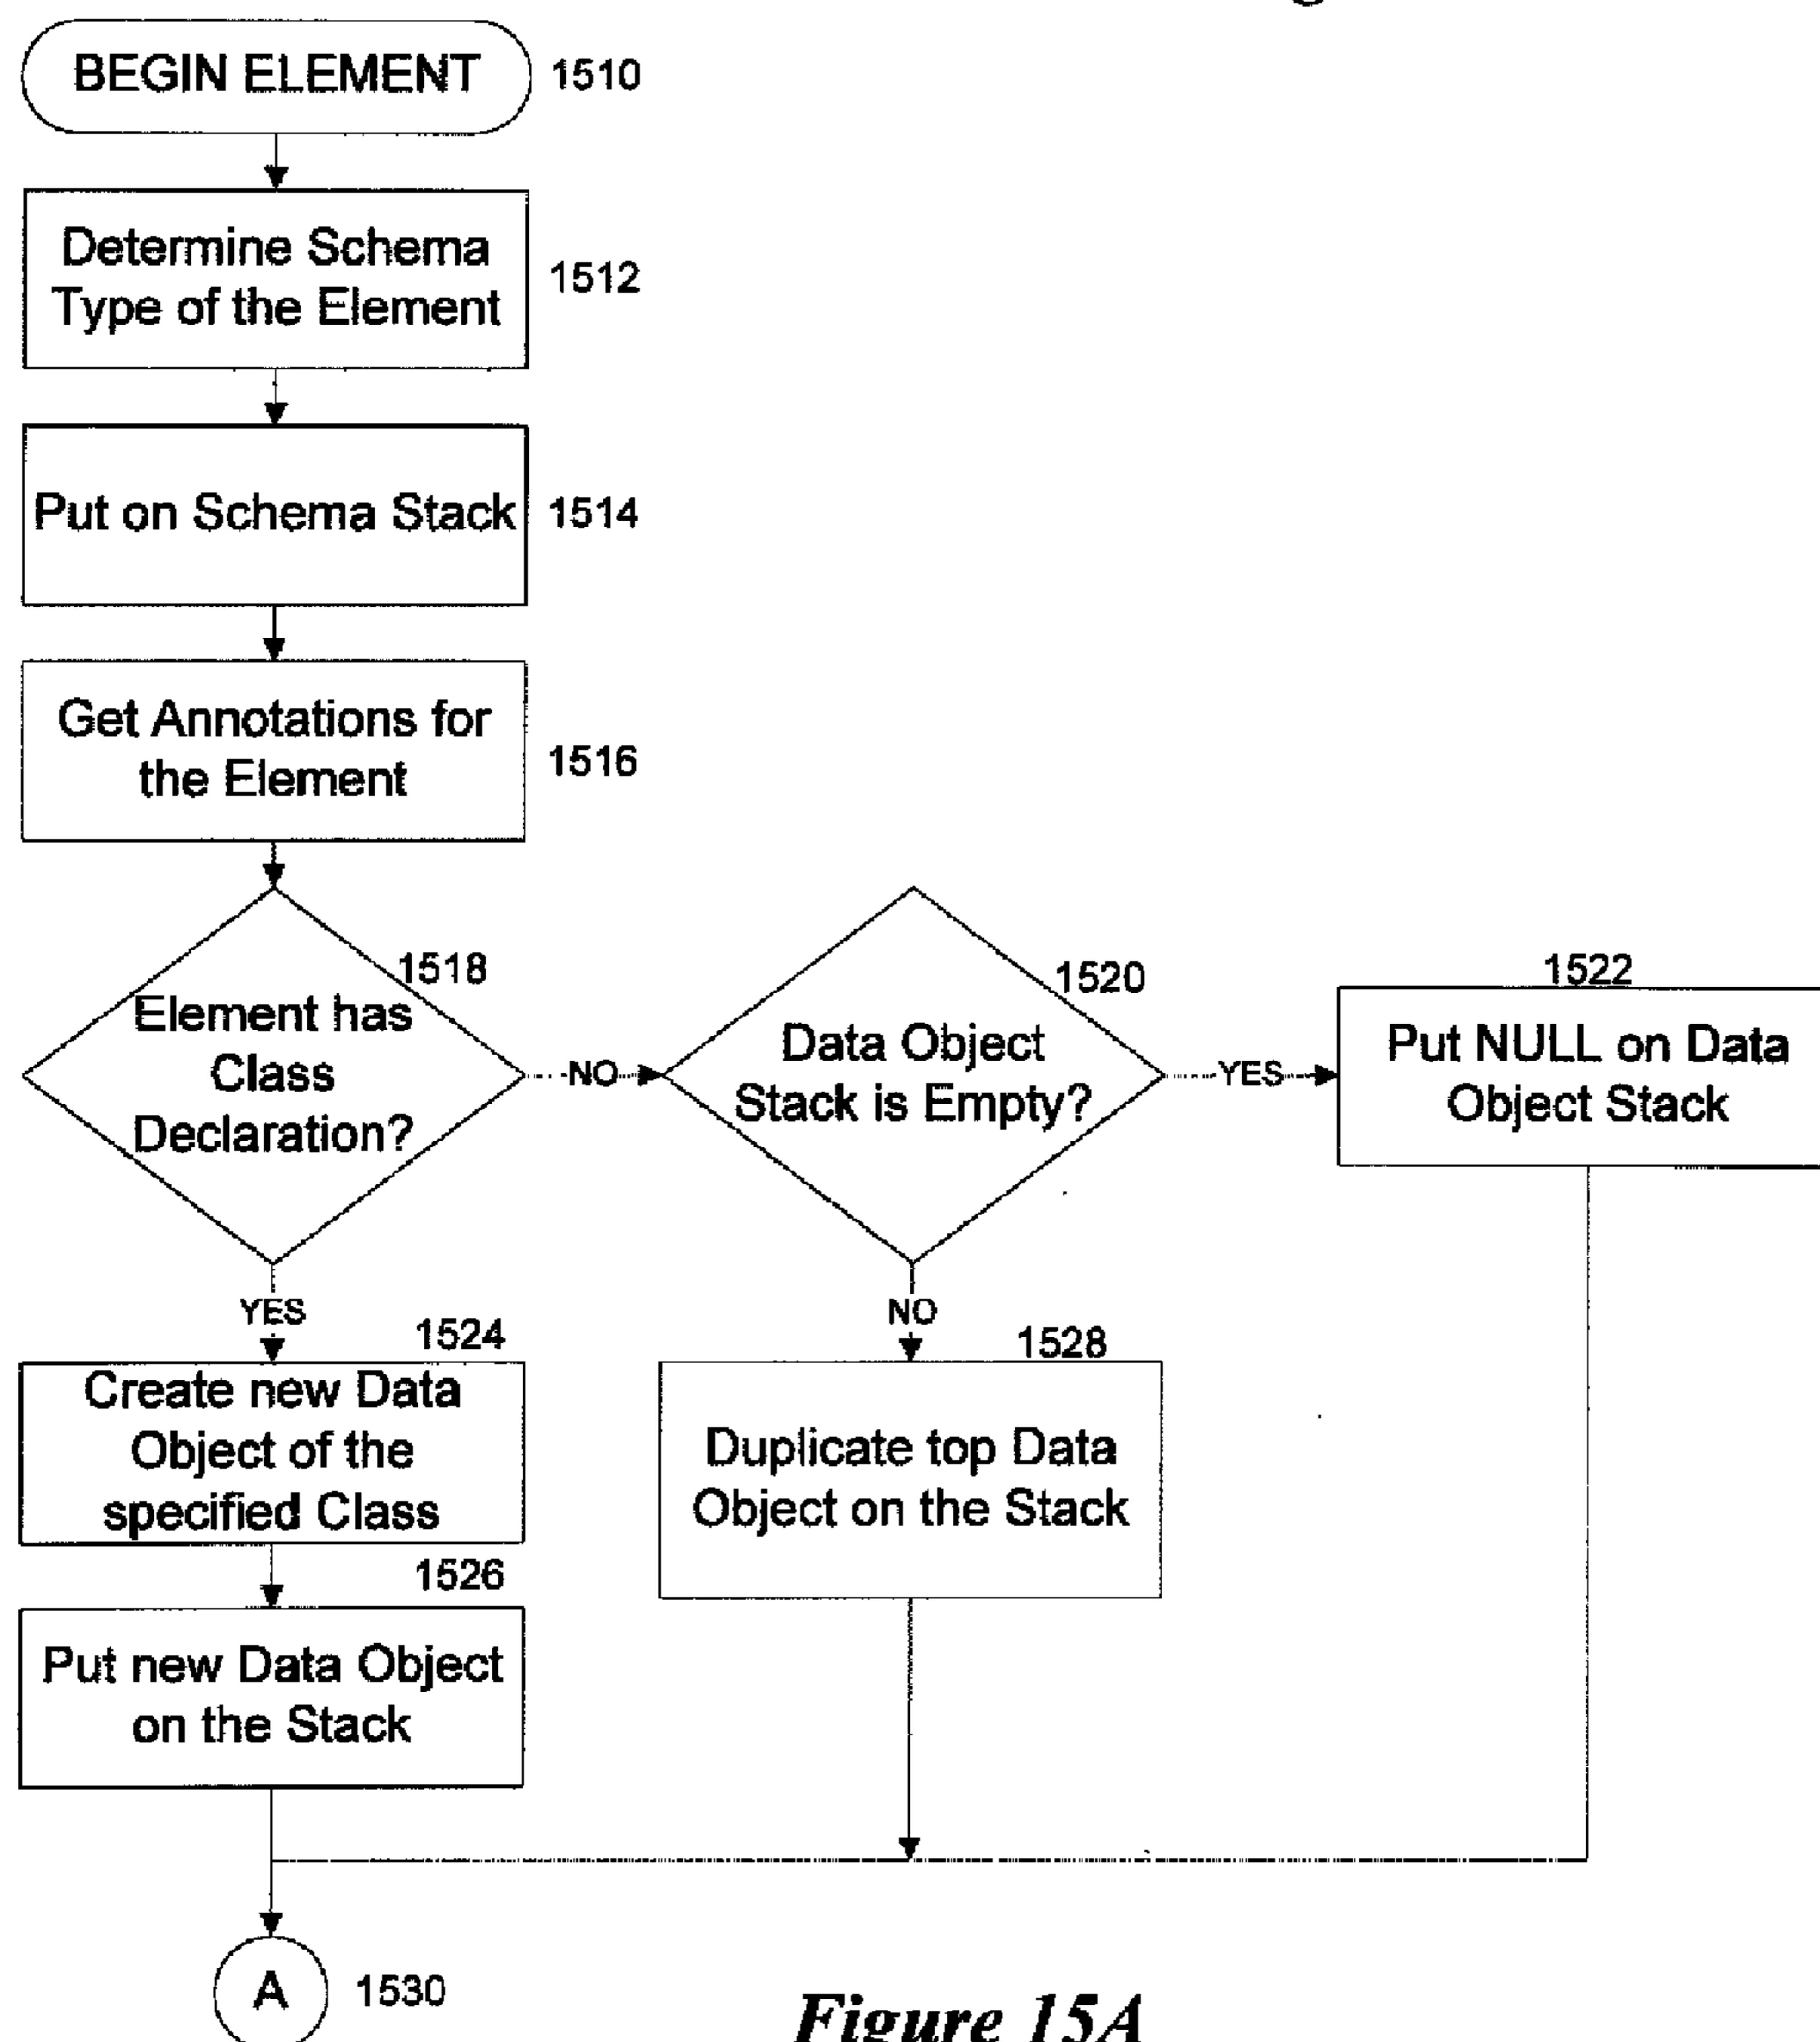 BEGIN ELEMENT
1510
Determine Schema
Type of the Element
1512
Put on Schema Stack
1514
Get Annotations for
the Element
1516
1518
Element has
Class
Declaration?
NO
1520
Data Object
Stack is Empty?
YES
1522
Put NULL on Data
Object Stack
YES
1524
Create new Data
Object of the
specified Class
NO
1528
Duplicate top Data
Object on the Stack
1526
Put new Data Object
on the Stack
A
1530
Figure 15A